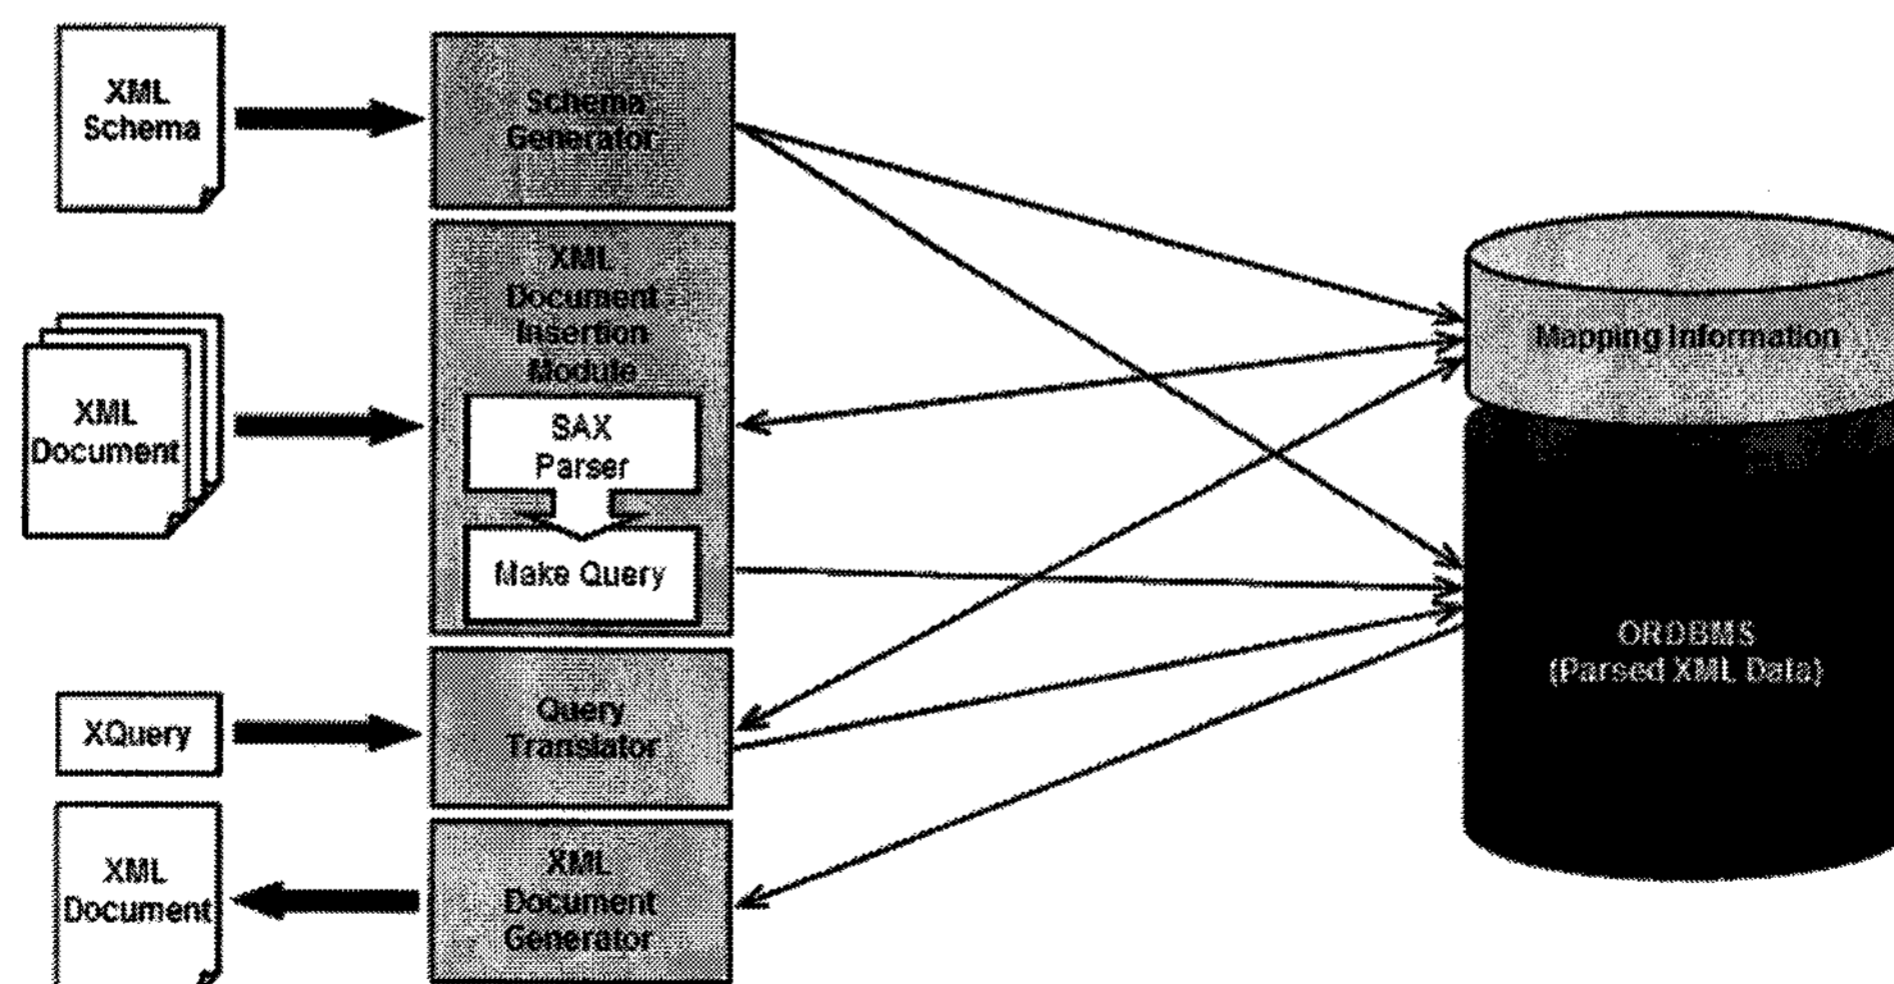 XML
Schema
Schema
Generator
XML
Document
Insertion
Module
XML
Document
SAX
Parser
Make Query
XQuery
Query
Translator
XML
Document
XML
Document
Generator
Mapping Information
ORDBMS
(Parsed XML Data)